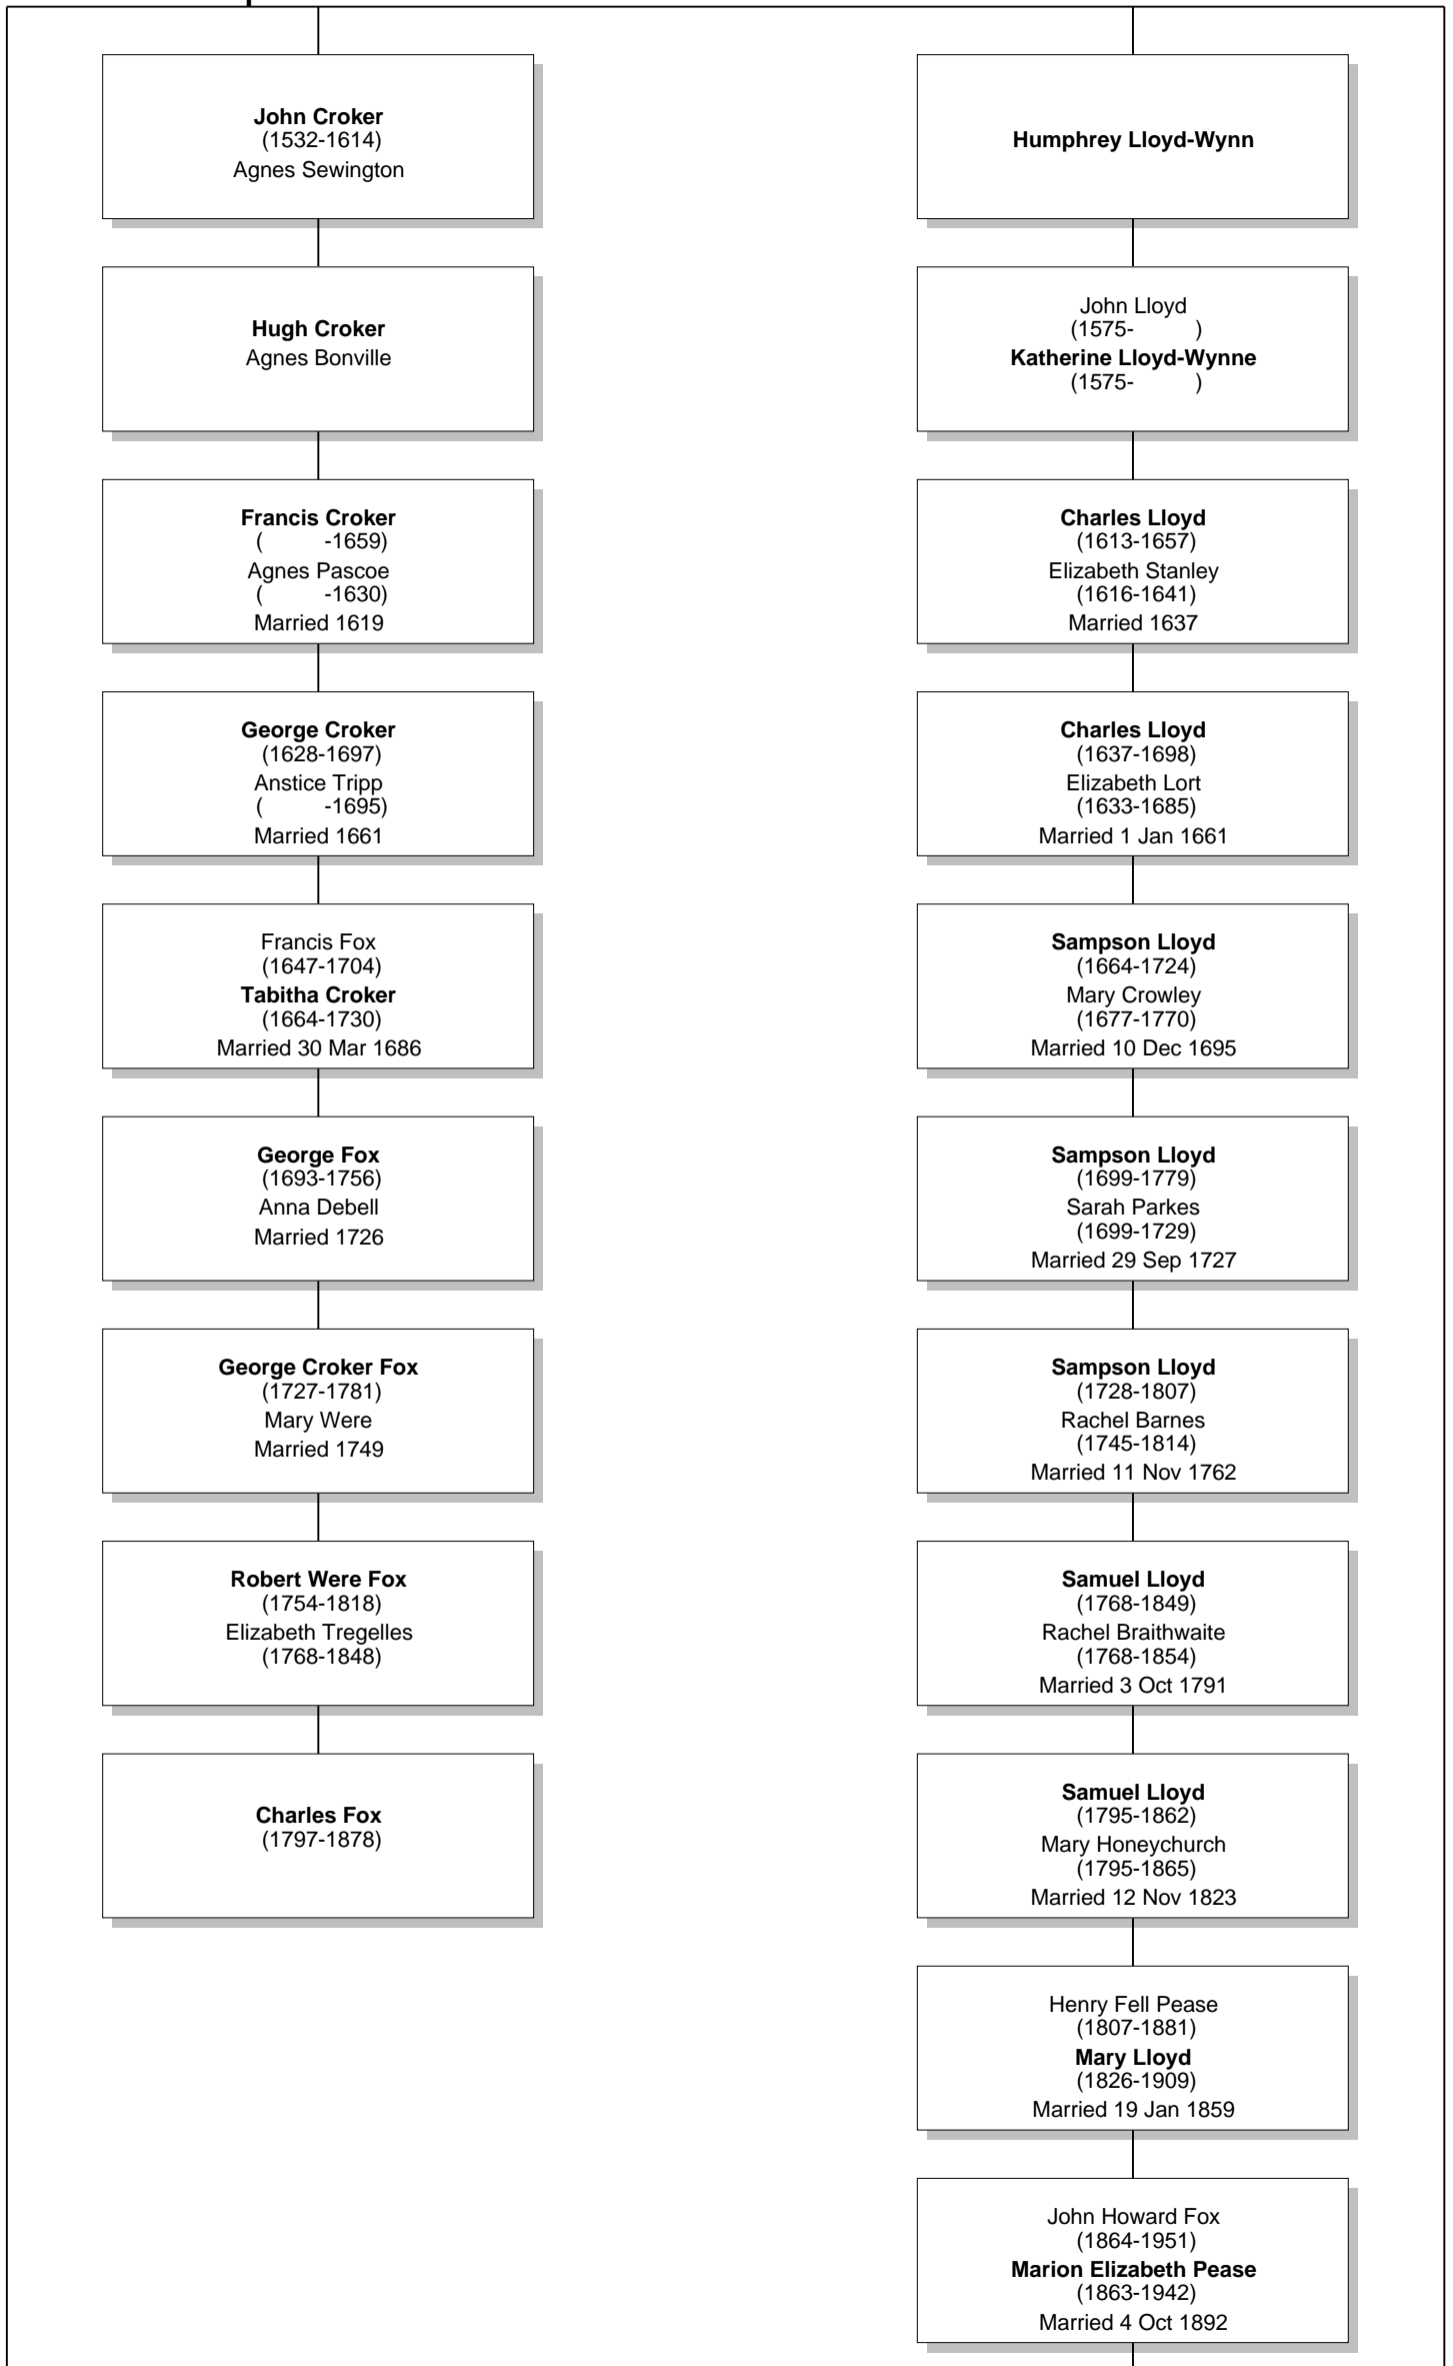 John Croker
(1532-1614)
Agnes Sewington
Hugh Croker
Agnes Bonville
Francis Croker
( -1659)
Agnes Pascoe
( -1630)
Married 1619
George Croker
(1628-1697)
Anstice Tripp
( -1695)
Married 1661
Francis Fox
(1647-1704)
Tabitha Croker
(1664-1730)
Married 30 Mar 1686
George Fox
(1693-1756)
Anna Debell
Married 1726
George Croker Fox
(1727-1781)
Mary Were
Married 1749
Robert Were Fox
(1754-1818)
Elizabeth Tregelles
(1768-1848)
Charles Fox
(1797-1878)
Humphrey Lloyd-Wynn
John Lloyd
(1575- )
Katherine Lloyd-Wynne
(1575- )
Charles Lloyd
(1613-1657)
Elizabeth Stanley
(1616-1641)
Married 1637
Charles Lloyd
(1637-1698)
Elizabeth Lort
(1633-1685)
Married 1 Jan 1661
Sampson Lloyd
(1664-1724)
Mary Crowley
(1677-1770)
Married 10 Dec 1695
Sampson Lloyd
(1699-1779)
Sarah Parkes
(1699-1729)
Married 29 Sep 1727
Sampson Lloyd
(1728-1807)
Rachel Barnes
(1745-1814)
Married 11 Nov 1762
Samuel Lloyd
(1768-1849)
Rachel Braithwaite
(1768-1854)
Married 3 Oct 1791
Samuel Lloyd
(1795-1862)
Mary Honeychurch
(1795-1865)
Married 12 Nov 1823
Henry Fell Pease
(1807-1881)
Mary Lloyd
(1826-1909)
Married 19 Jan 1859
John Howard Fox
(1864-1951)
Marion Elizabeth Pease
(1863-1942)
Married 4 Oct 1892